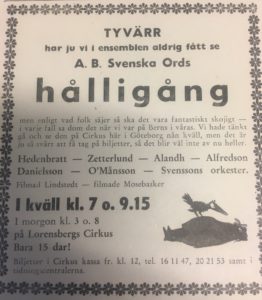 TYVÄRR
har ju vi i ensemblen aldrig fått se
A. B. Svenska Ords
hålligång
men enligt vad folk säjer så ska det vara fantastiskt skojigt —
i varje fall sa dom det när vi var på Berns i våras. Vi hade tänkt
gå och se den på Cirkus här i Göteborg nån kväll, men det är
ju så svårt att få tag på biljetter, så det blir väl inte av nu heller.
Hedenbratt — Zetterlund — Alandh — Alfredson
Danielsson — O'Månsson — Svenssons orkester.
Filmad Lindstedt — filmade Mosebacker
I kväll kl. 7 o. 9.15
I morgon kl. 3 o. 8
på Lorensbergs Cirkus
Bara 15 dar!
Biljetter i Cirkus kassa fr. kl. 12, tel. 16 11 47, 20 21 53 samt i
tidningscentralerna.